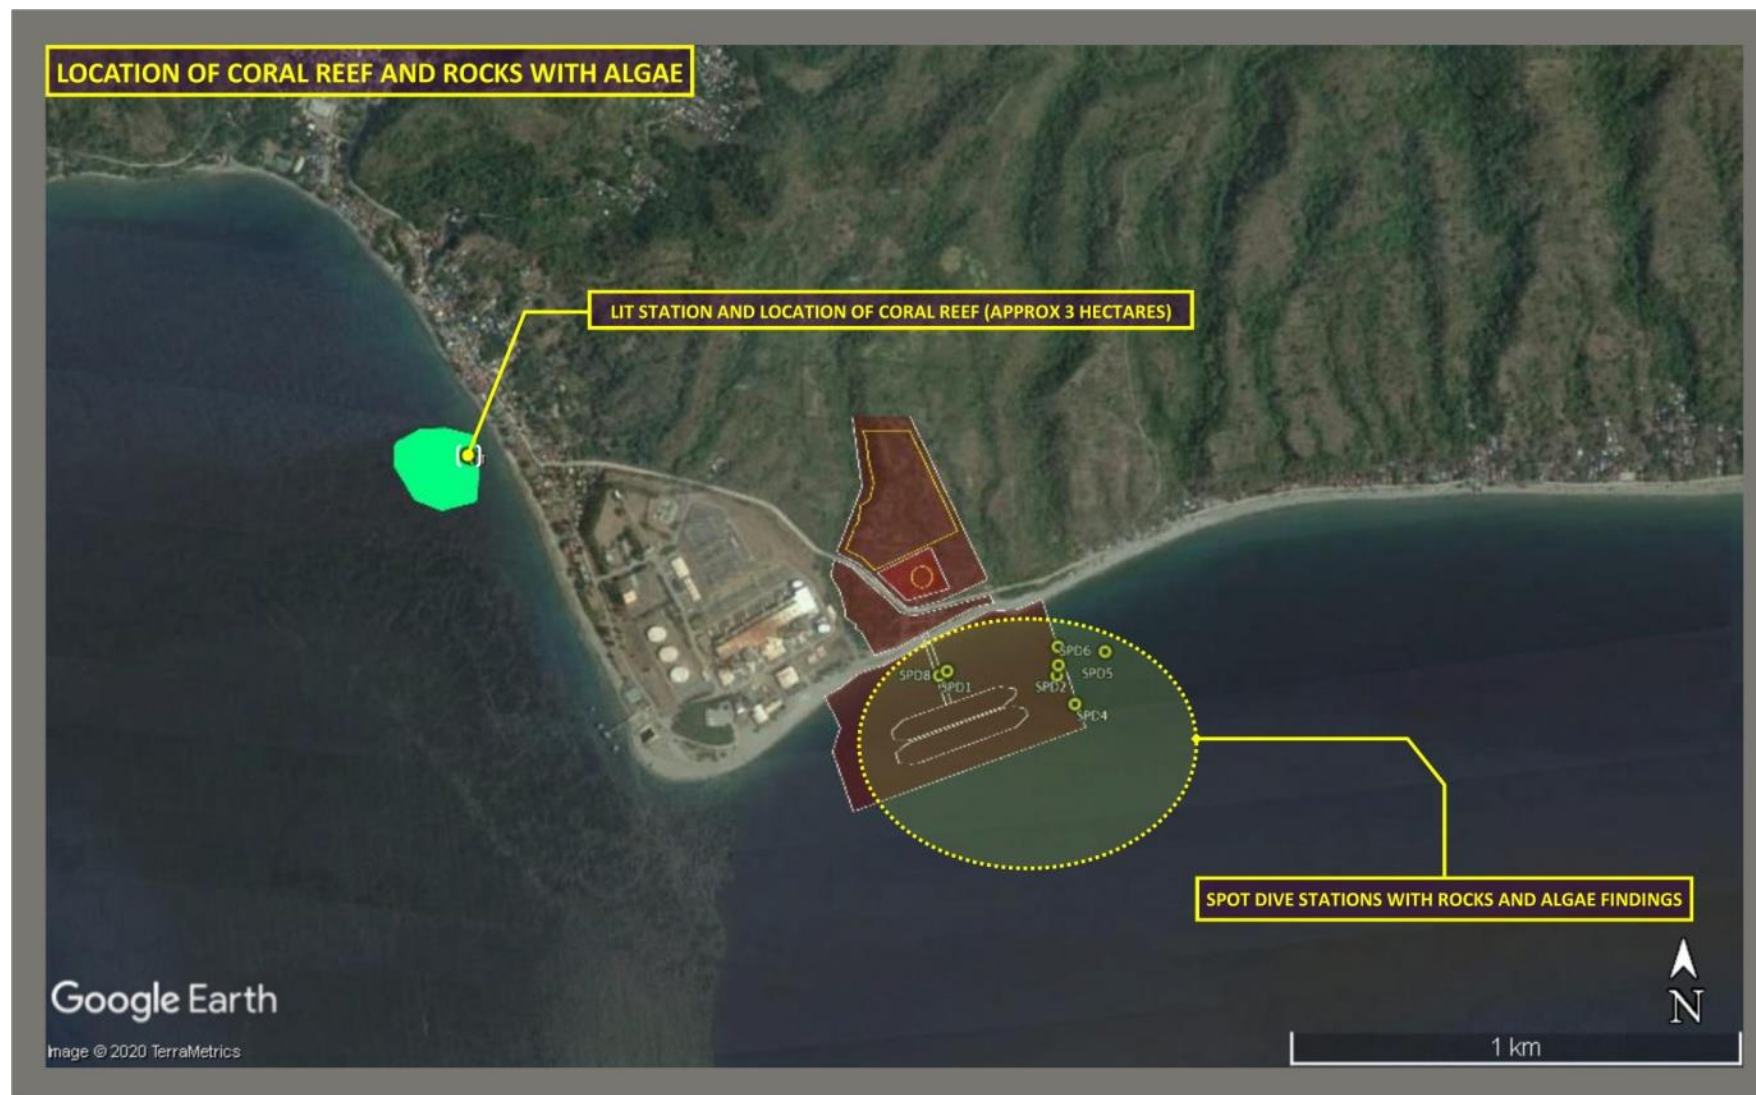 LOCATION OF CORAL REEF AND ROCKS WITH ALGAE
LIT STATION AND LOCATION OF CORAL REEF (APPROX 3 HECTARES)
SPD6
SPD8
SPD1
SPD2
SPD5
SPD4
SPOT DIVE STATIONS WITH ROCKS AND ALGAE FINDINGS
Google Earth
N
Image © 2020 TerraMetrics
1 km